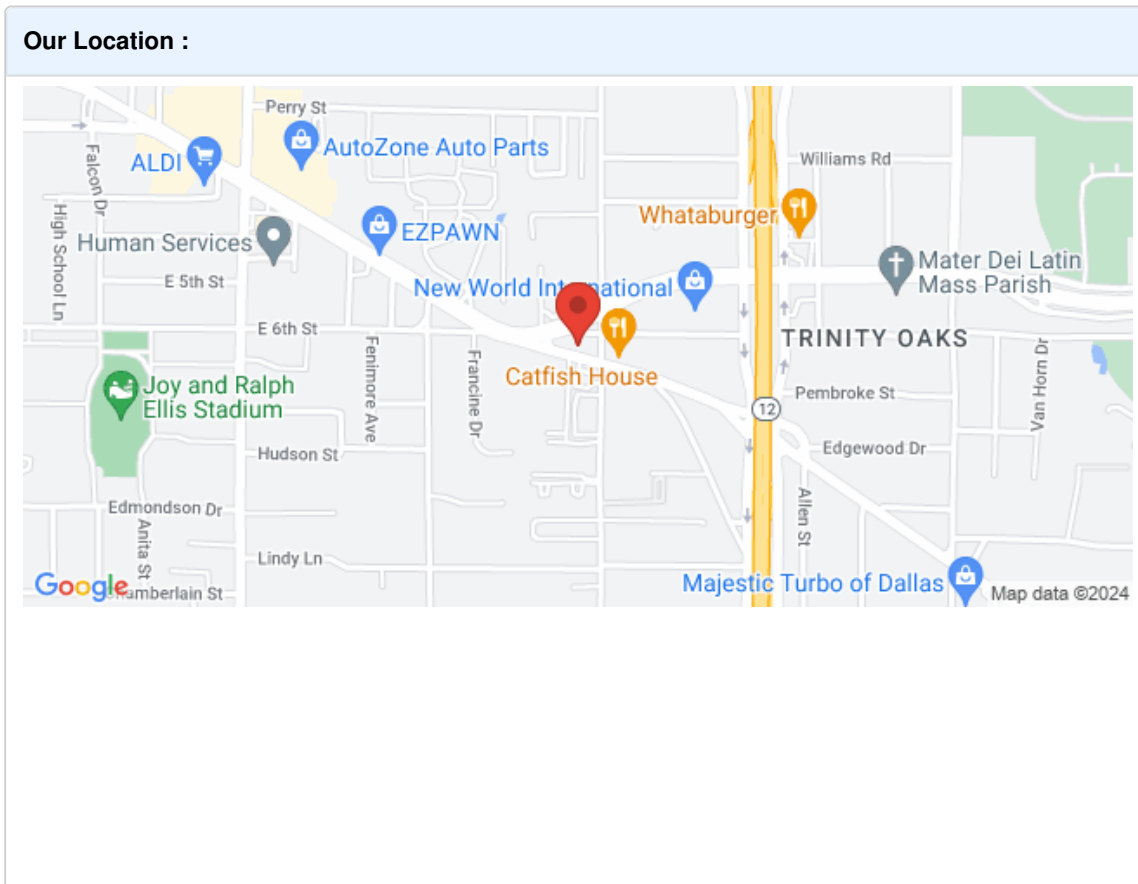 Our Location :
Perry St
AutoZone Auto Parts
ALDI
Williams Rd
Falcon Dr
High School Ln
Whataburger
EZPAWN
Human Services
Mater Dei Latin
Mass Parish
E 5th St
New World International
E 6th St
TRINITY OAKS
Fenimore Ave
Francine Dr
Van Horn Dr
Catfish House
Joy and Ralph
Ellis Stadium
Pembroke St
12
Hudson St
Edgewood Dr
Edmondson Dr
Anita St
Allen St
Lindy Ln
Majestic Turbo of Dallas
Google
hamberlain St
Map data ©2024